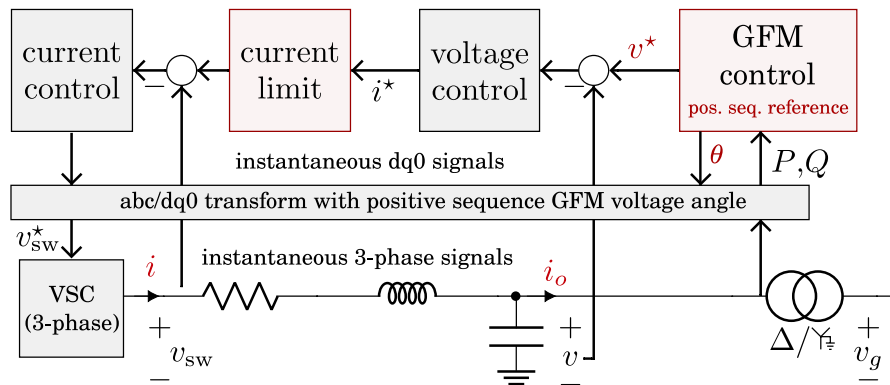 current
control
−
current
limit
i⋆
voltage
control
−
v⋆
GFM
control
pos. seq. reference
instantaneous dq0 signals
θ
P,Q
abc/dq0 transform with positive sequence GFM voltage angle
v⋆sw
instantaneous 3-phase signals
VSC
(3-phase)
i
io
+
vsw
−
+
v
−
Δ/Y
+
vg
−